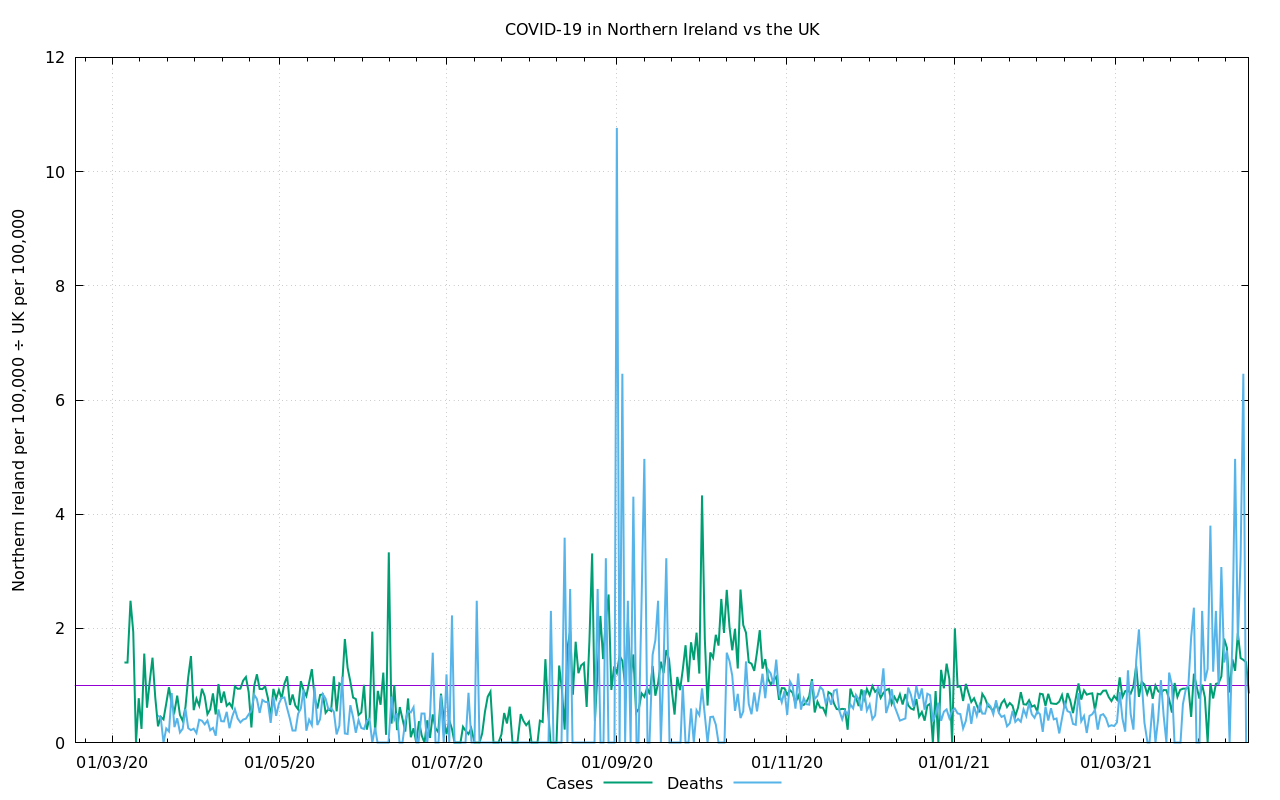 COVID-19 in Northern Ireland vs the UK
Northern Ireland per 100,000 ÷ UK per 100,000
12
10
8
6
4
2
0
01/03/20 01/05/20 01/07/20 01/09/20 01/11/20 01/01/21 01/03/21
Cases Deaths